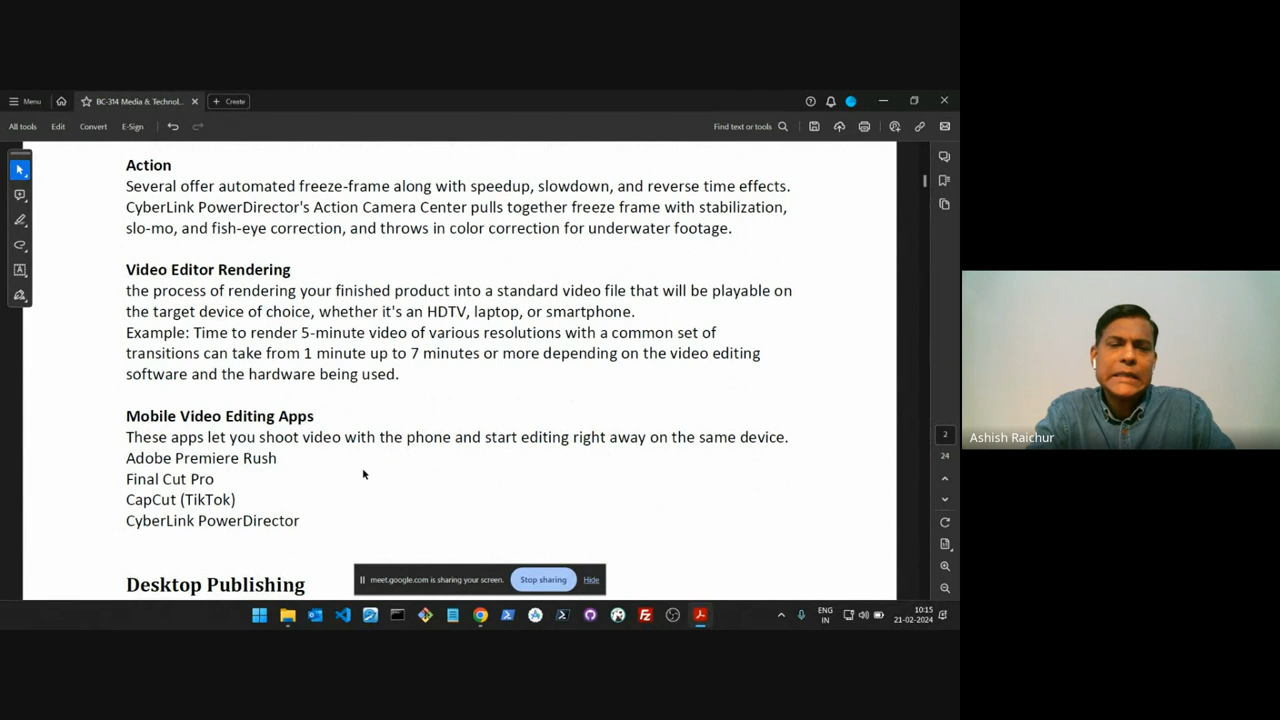 Menu
BC-314 Media & Technol...
Create
All tools
Edit
Convert
E-Sign
Find text or tools
Action
Several offer automated freeze-frame along with speedup, slowdown, and reverse time effects.
CyberLink PowerDirector's Action Camera Center pulls together freeze frame with stabilization,
slo-mo, and fish-eye correction, and throws in color correction for underwater footage.
Video Editor Rendering
the process of rendering your finished product into a standard video file that will be playable on
the target device of choice, whether it's an HDTV, laptop, or smartphone.
Example: Time to render 5-minute video of various resolutions with a common set of
transitions can take from 1 minute up to 7 minutes or more depending on the video editing
software and the hardware being used.
Mobile Video Editing Apps
These apps let you shoot video with the phone and start editing right away on the same device.
Adobe Premiere Rush
Final Cut Pro
CapCut (TikTok)
CyberLink PowerDirector
Desktop Publishing
2
24
meet.google.com is sharing your screen.
Stop sharing
Hide
ENG
IN
10:15
21-02-2024
Ashish Raichur